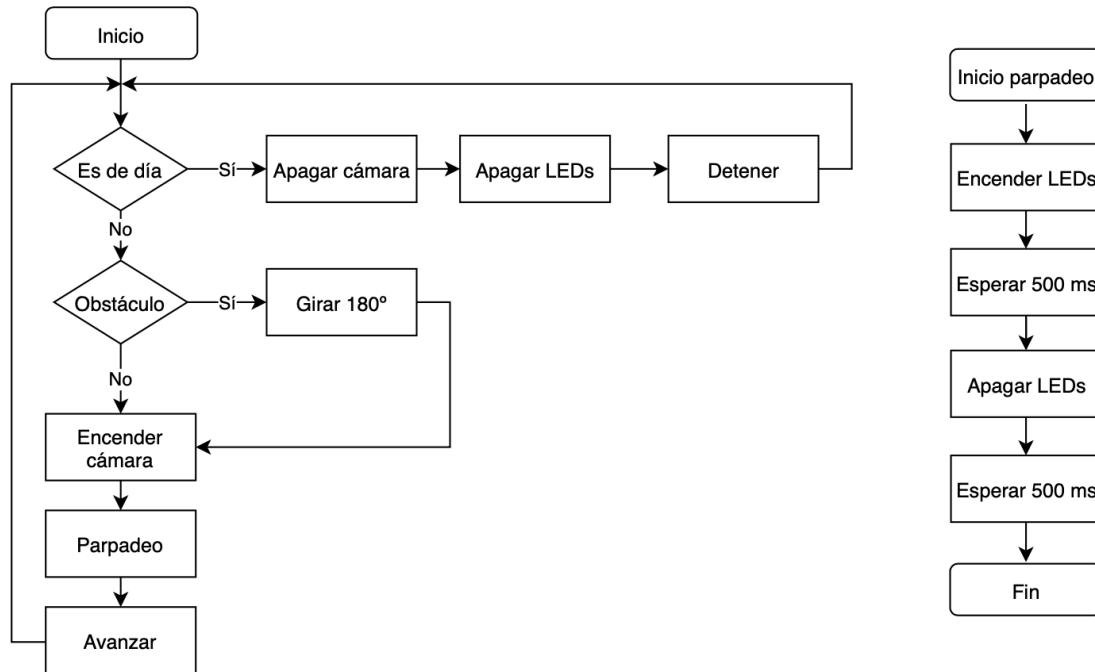 Inicio
Es de día
Sí
Apagar cámara
Apagar LEDs
Detener
No
Obstáculo
Sí
Girar 180º
No
Encender
cámara
Parpadeo
Avanzar
Inicio parpadeo
Encender LEDs
Esperar 500 ms
Apagar LEDs
Esperar 500 ms
Fin